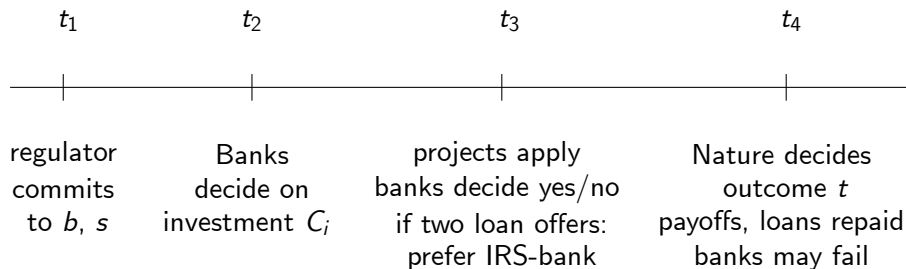 t1 t2 t3 t4
regulator
commits
to b, s
Banks
decide on
investment Ci
projects apply
banks decide yes/no
if two loan offers:
prefer IRS-bank
Nature decides
outcome t
payoffs, loans repaid
banks may fail